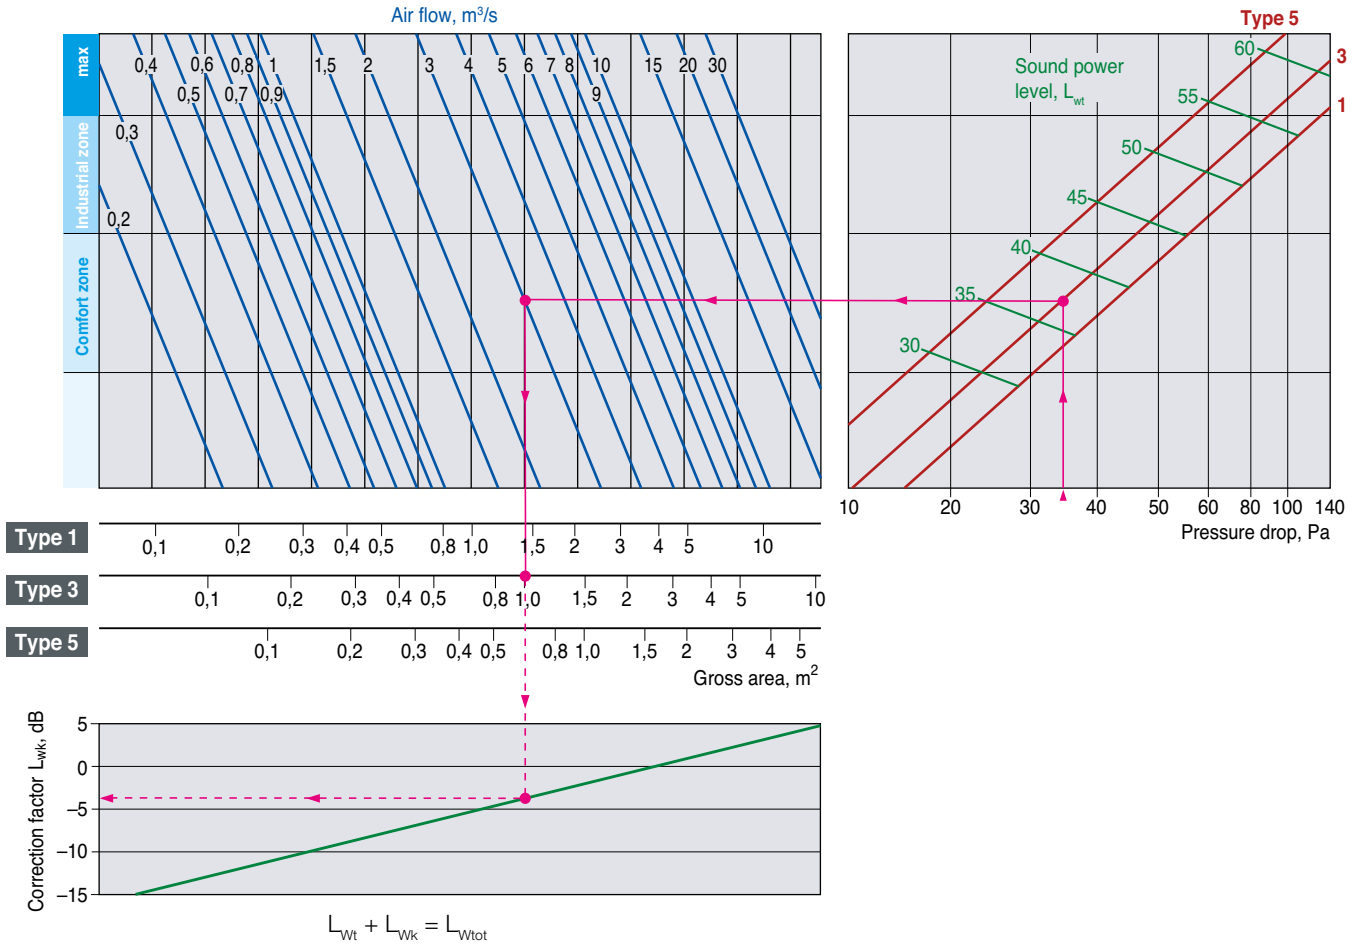 Air flow, m³/s
Type 5
max
Industrial zone
Comfort zone
0,4 0,6 0,8 1 1,5 2 3 4 5 6 7 8 10 15 20 30
0,5 0,7 0,9 9
0,3
0,2
Sound power
level, Lwt
60
55
50
45
40
35
30
3
1
10 20 30 40 50 60 80 100 140
Pressure drop, Pa
Type 1
0,1 0,2 0,3 0,4 0,5 0,8 1,0 1,5 2 3 4 5 10
Type 3
0,1 0,2 0,3 0,4 0,5 0,8 1,0 1,5 2 3 4 5 10
Type 5
0,1 0,2 0,3 0,4 0,5 0,8 1,0 1,5 2 3 4 5
Gross area, m²
Correction factor Lwk, dB
5
0
−5
−10
−15
LWt + LWk = LWtot